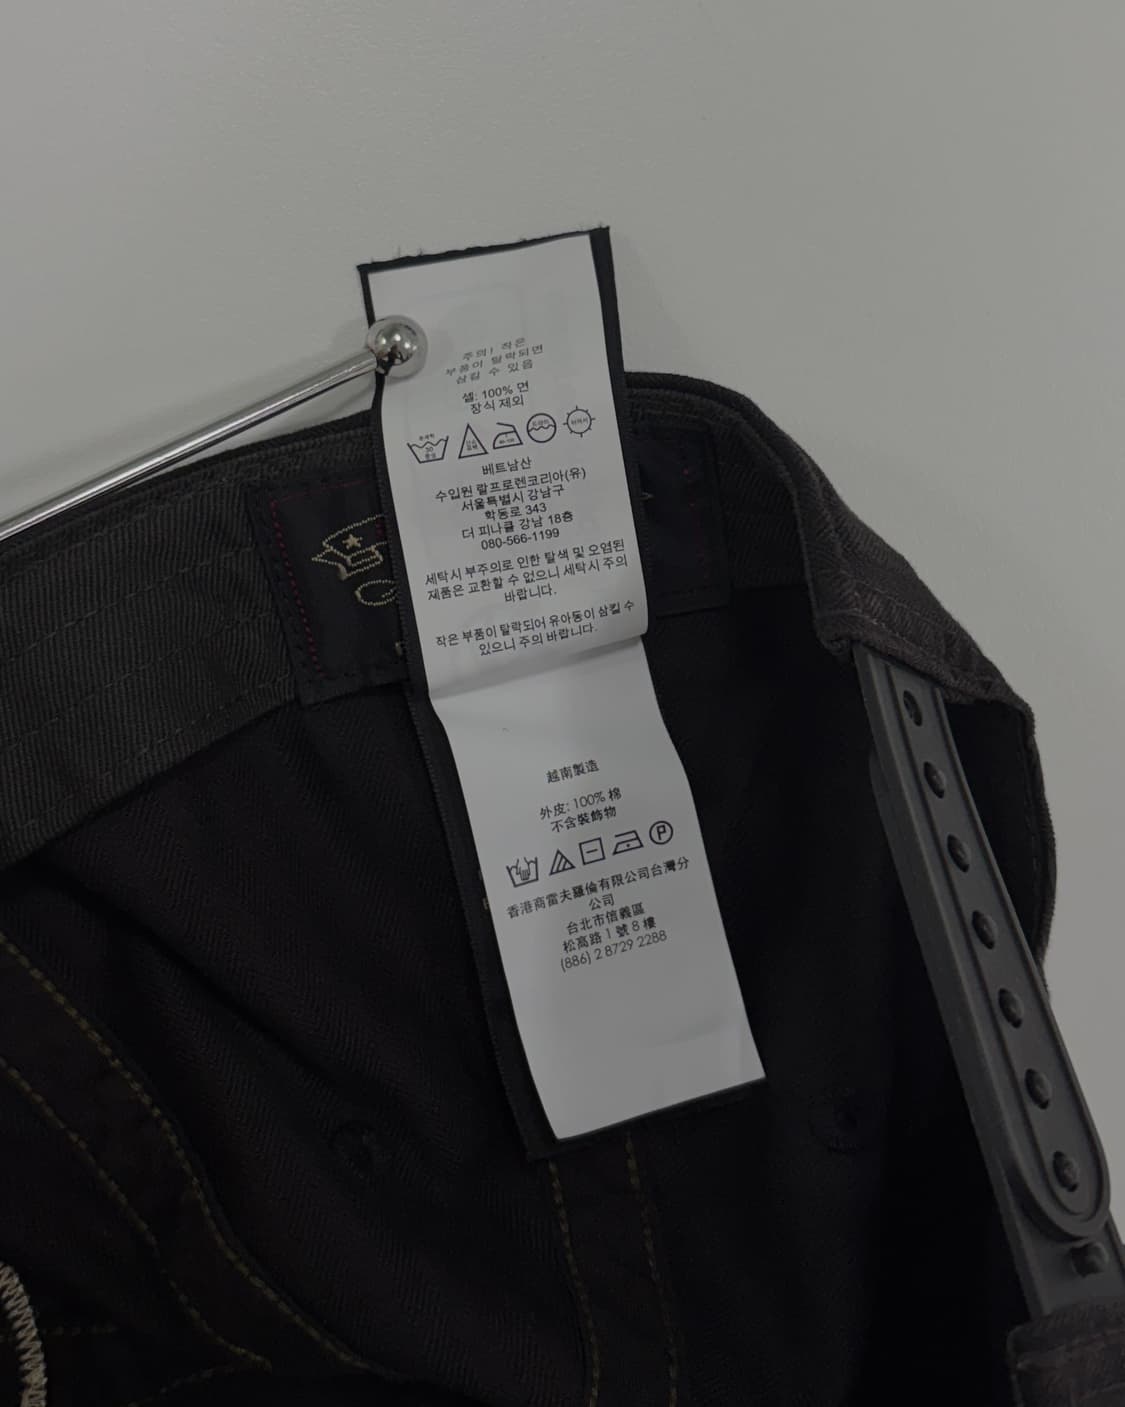 주의! 작은
부품이 탈락되면
삼킬 수 있음
셀: 100% 면
장식 제외
30
베트남산
수입원 랄프로렌코리아(유)
서울특별시 강남구
학동로 343
더 피나클 강남 18층
080-566-1199
세탁시 부주의로 인한 탈색 및 오염된
제품은 교환할 수 없으니 세탁시 주의
바랍니다.
작은 부품이 탈락되어 유아동이 삼킬 수
있으니 주의 바랍니다.
越南製造
外皮: 100% 棉
不含裝飾物
P
香港商雷夫羅倫有限公司台灣分
公司
台北市信義區
松高路 1 號 8 樓
(886) 2 8729 2288